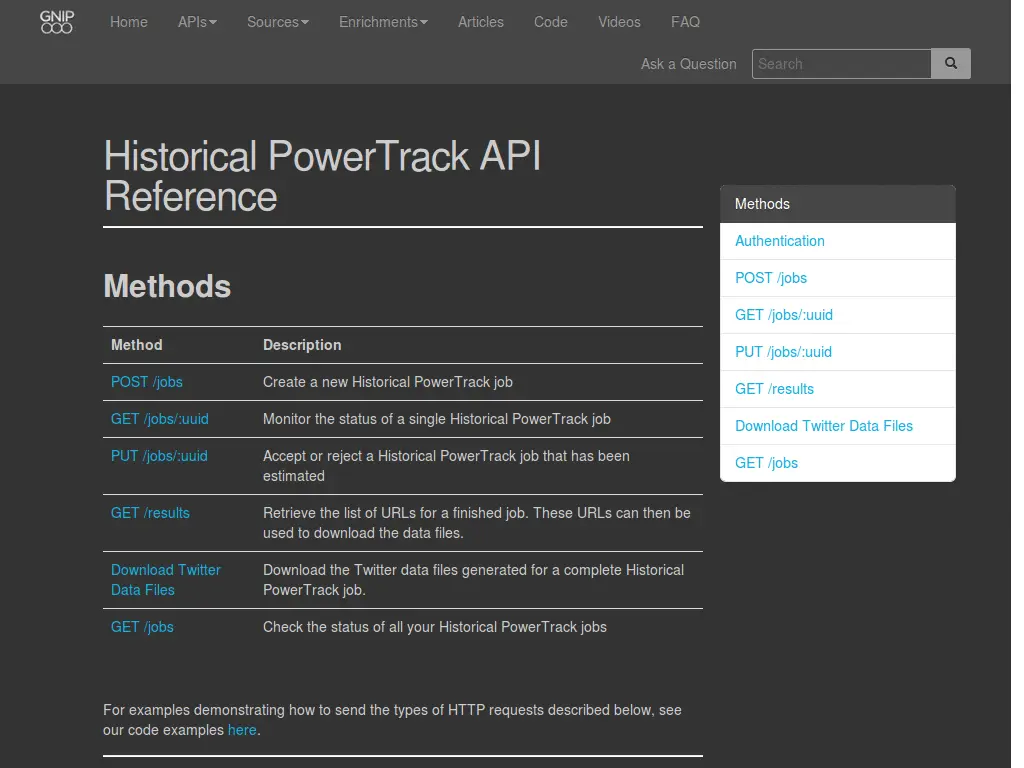 GNIP
Home APIs Sources Enrichments Articles Code Videos FAQ
Ask a Question Search
Historical PowerTrack API
Reference
Methods
Method Description
POST /jobs Create a new Historical PowerTrack job
GET /jobs/:uuid Monitor the status of a single Historical PowerTrack job
PUT /jobs/:uuid Accept or reject a Historical PowerTrack job that has been
estimated
GET /results Retrieve the list of URLs for a finished job. These URLs can then be
used to download the data files.
Download Twitter Download the Twitter data files generated for a complete Historical
Data Files PowerTrack job.
GET /jobs Check the status of all your Historical PowerTrack jobs
For examples demonstrating how to send the types of HTTP requests described below, see
our code examples here.
Methods
Authentication
POST /jobs
GET /jobs/:uuid
PUT /jobs/:uuid
GET /results
Download Twitter Data Files
GET /jobs